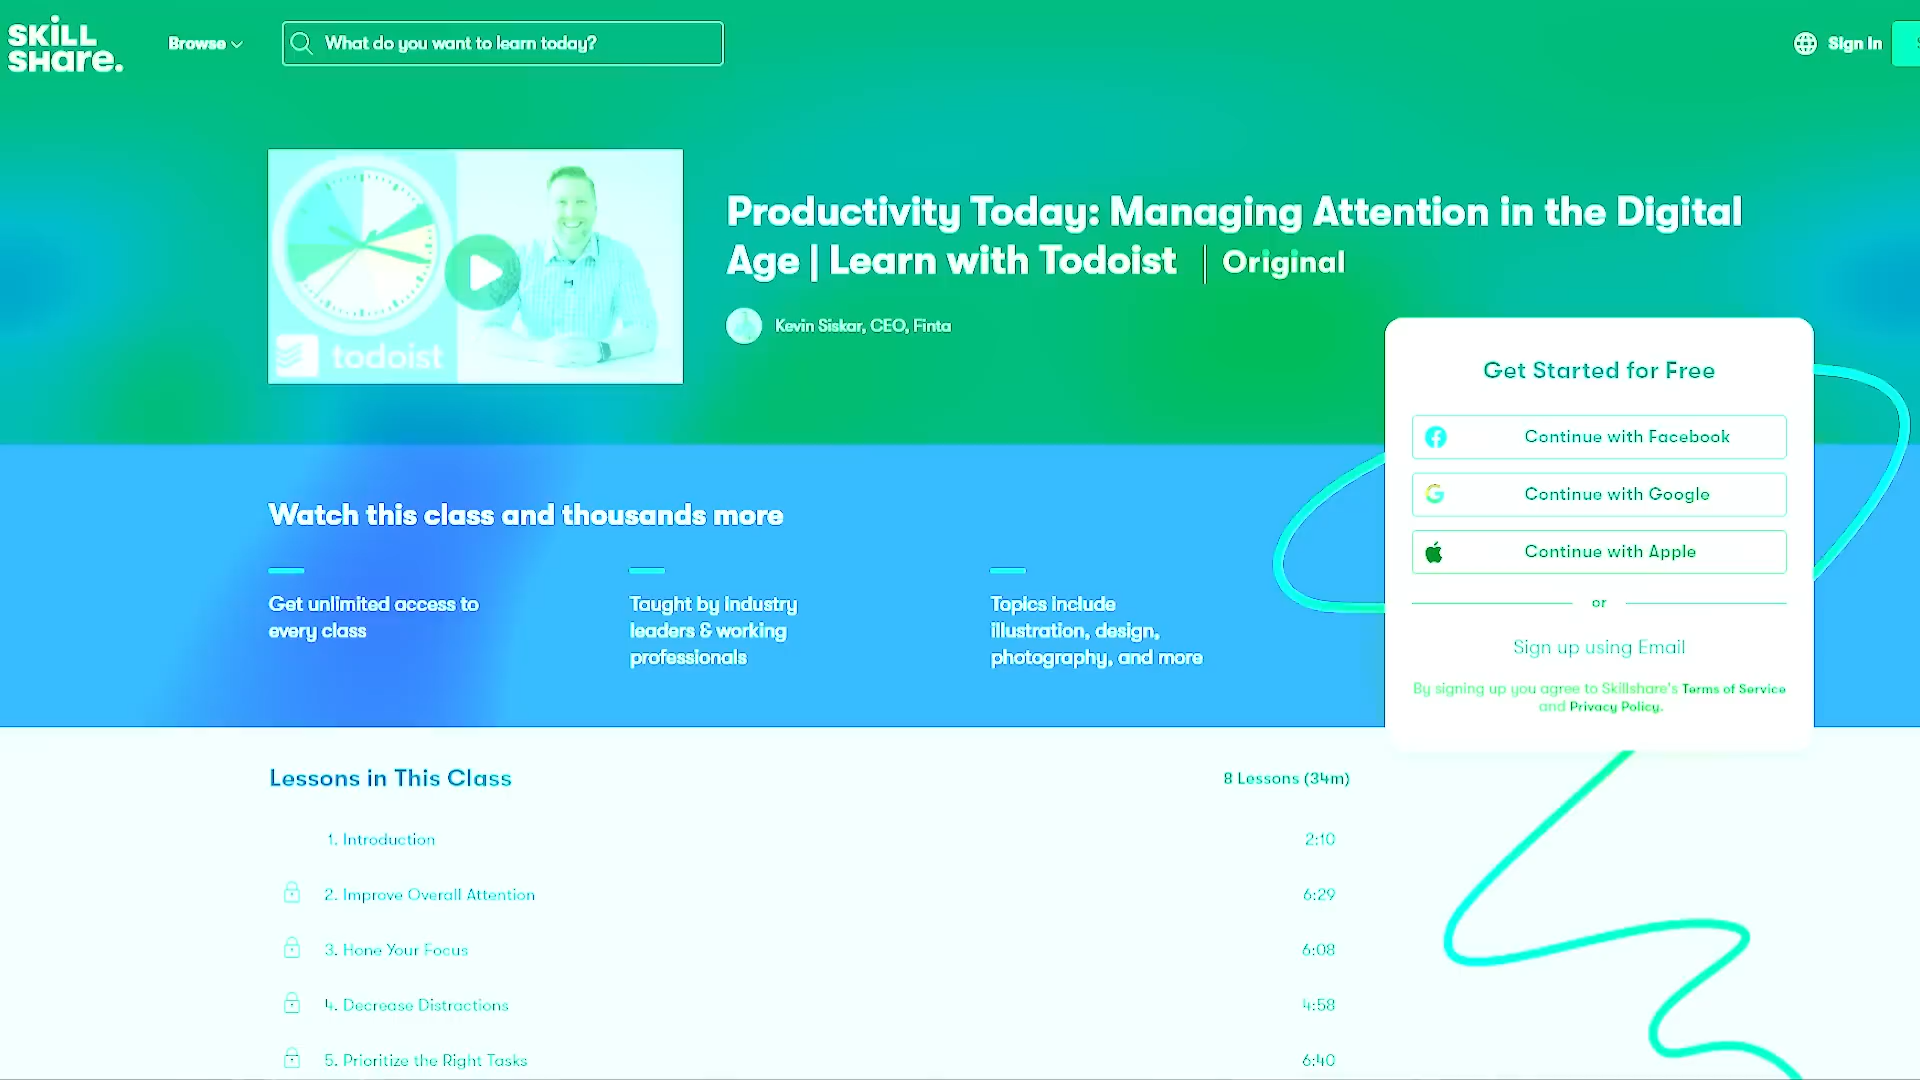 SKILL
SHare.
Browse
What do you want to learn today?
Sign In
todoist
Productivity Today: Managing Attention in the Digital
Age | Learn with Todoist | Original
Kevin Siskar, CEO, Finta
Get Started for Free
Continue with Facebook
Continue with Google
Continue with Apple
or
Sign up using Email
By signing up you agree to Skillshare's Terms of Service
and Privacy Policy.
Watch this class and thousands more
Get unlimited access to
every class
Taught by industry
leaders & working
professionals
Topics include
illustration, design,
photography, and more
Lessons in This Class
8 Lessons (34m)
1. Introduction
2:10
2. Improve Overall Attention
6:29
3. Hone Your Focus
6:08
4. Decrease Distractions
4:58
5. Prioritize the Right Tasks
6:40